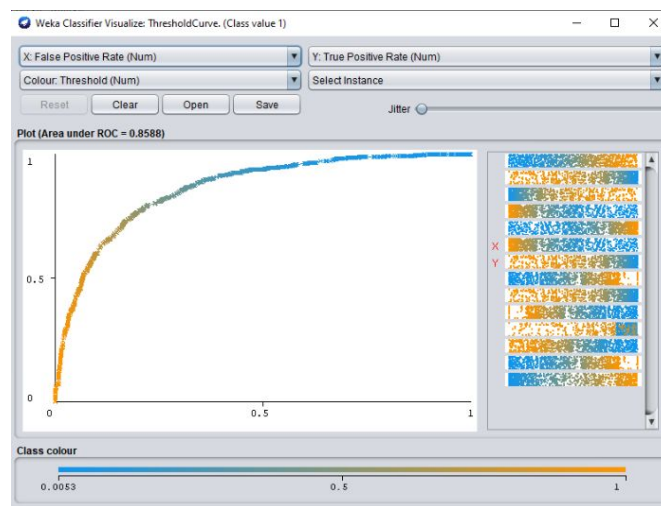 Weka Classifier Visualize: ThresholdCurve. (Class value 1)
X: False Positive Rate (Num)
Y: True Positive Rate (Num)
Colour: Threshold (Num)
Select Instance
Reset
Clear
Open
Save
Jitter
Plot (Area under ROC = 0.8588)
1
0.5
0
0
0.5
1
X
Y
Class colour
0.0053
0.5
1